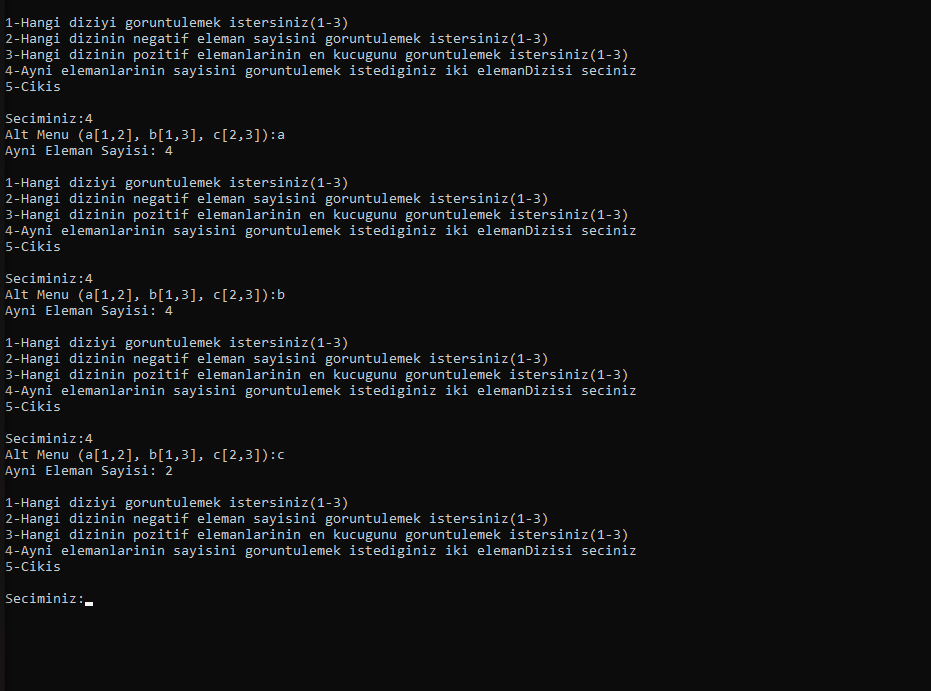 1-Hangi diziyi goruntulemek istersiniz(1-3)
2-Hangi dizinin negatif eleman sayisini goruntulemek istersiniz(1-3)
3-Hangi dizinin pozitif elemanlarinin en kucugunu goruntulemek istersiniz(1-3)
4-Ayni elemanlarinin sayisini goruntulemek istediginiz iki elemanDizisi seciniz
5-Cikis
Seciminiz:4
Alt Menu (a[1,2], b[1,3], c[2,3]):a
Ayni Eleman Sayisi: 4
1-Hangi diziyi goruntulemek istersiniz(1-3)
2-Hangi dizinin negatif eleman sayisini goruntulemek istersiniz(1-3)
3-Hangi dizinin pozitif elemanlarinin en kucugunu goruntulemek istersiniz(1-3)
4-Ayni elemanlarinin sayisini goruntulemek istediginiz iki elemanDizisi seciniz
5-Cikis
Seciminiz:4
Alt Menu (a[1,2], b[1,3], c[2,3]):b
Ayni Eleman Sayisi: 4
1-Hangi diziyi goruntulemek istersiniz(1-3)
2-Hangi dizinin negatif eleman sayisini goruntulemek istersiniz(1-3)
3-Hangi dizinin pozitif elemanlarinin en kucugunu goruntulemek istersiniz(1-3)
4-Ayni elemanlarinin sayisini goruntulemek istediginiz iki elemanDizisi seciniz
5-Cikis
Seciminiz:4
Alt Menu (a[1,2], b[1,3], c[2,3]):c
Ayni Eleman Sayisi: 2
1-Hangi diziyi goruntulemek istersiniz(1-3)
2-Hangi dizinin negatif eleman sayisini goruntulemek istersiniz(1-3)
3-Hangi dizinin pozitif elemanlarinin en kucugunu goruntulemek istersiniz(1-3)
4-Ayni elemanlarinin sayisini goruntulemek istediginiz iki elemanDizisi seciniz
5-Cikis
Seciminiz: